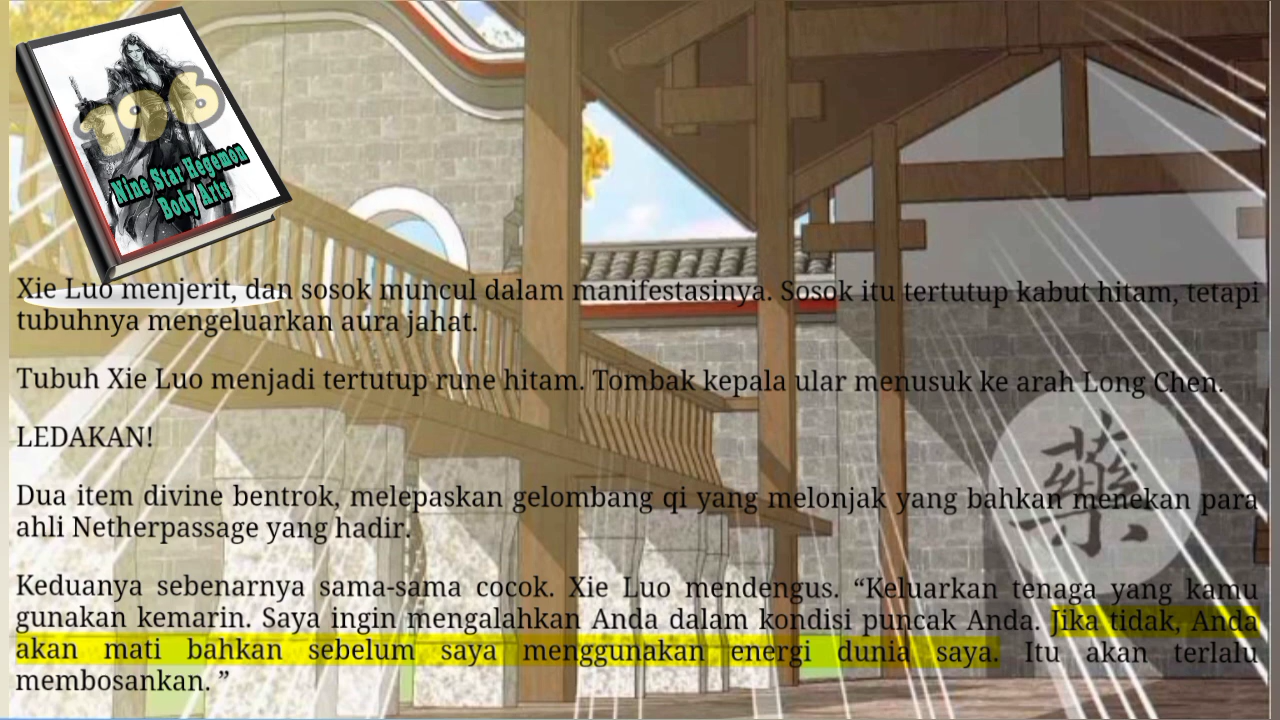 196
Nine Star Hegemon
Body Arts
Xie Luo menjerit, dan sosok muncul dalam manifestasinya. Sosok itu tertutup kabut hitam, tetapi
tubuhnya mengeluarkan aura jahat.
Tubuh Xie Luo menjadi tertutup rune hitam. Tombak kepala ular menusuk ke arah Long Chen.
LEDAKAN!
Dua item divine bentrok, melepaskan gelombang qi yang melonjak yang bahkan menekan para
ahli Netherpassage yang hadir.
藥
Keduanya sebenarnya sama-sama cocok. Xie Luo mendengus. “Keluarkan tenaga yang kamu
gunakan kemarin. Saya ingin mengalahkan Anda dalam kondisi puncak Anda. Jika tidak, Anda
akan mati bahkan sebelum saya menggunakan energi dunia saya. Itu akan terlalu
membosankan. ”